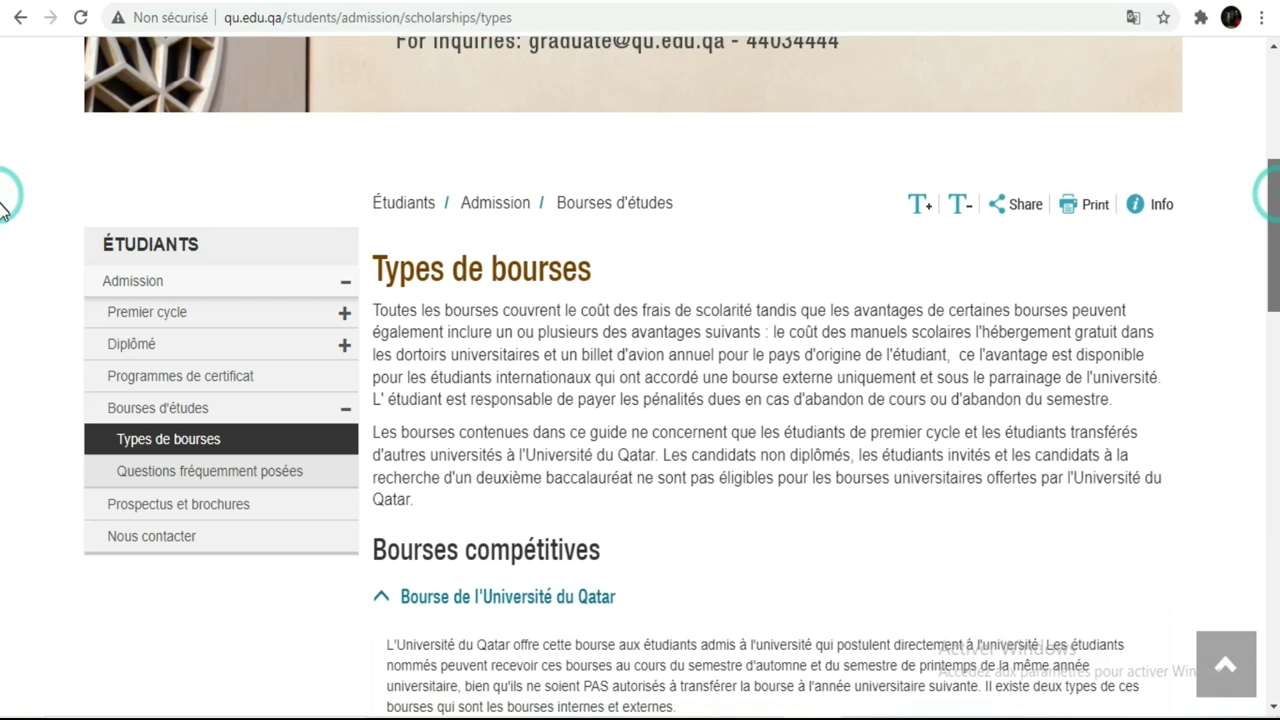 Non sécurisé qu.edu.qa/students/admission/scholarships/types
For Inquiries: graduate@qu.edu.qa - 44034444
Étudiants / Admission / Bourses d'études
T+ T- Share Print Info
ÉTUDIANTS
Admission
Premier cycle
Diplômé
Programmes de certificat
Bourses d'études
Types de bourses
Questions fréquemment posées
Prospectus et brochures
Nous contacter
Types de bourses
Toutes les bourses couvrent le coût des frais de scolarité tandis que les avantages de certaines bourses peuvent
également inclure un ou plusieurs des avantages suivants : le coût des manuels scolaires l'hébergement gratuit dans
les dortoirs universitaires et un billet d'avion annuel pour le pays d'origine de l'étudiant, ce l'avantage est disponible
pour les étudiants internationaux qui ont accordé une bourse externe uniquement et sous le parrainage de l'université.
L' étudiant est responsable de payer les pénalités dues en cas d'abandon de cours ou d'abandon du semestre.
Les bourses contenues dans ce guide ne concernent que les étudiants de premier cycle et les étudiants transférés
d'autres universités à l'Université du Qatar. Les candidats non diplômés, les étudiants invités et les candidats à la
recherche d'un deuxième baccalauréat ne sont pas éligibles pour les bourses universitaires offertes par l'Université du
Qatar.
Bourses compétitives
Bourse de l'Université du Qatar
L'Université du Qatar offre cette bourse aux étudiants admis à l'université qui postulent directement à l'université. Les étudiants
nommés peuvent recevoir ces bourses au cours du semestre d'automne et du semestre de printemps de la même année
universitaire, bien qu'ils ne soient PAS autorisés à transférer la bourse à l'année universitaire suivante. Il existe deux types de ces
bourses qui sont les bourses internes et externes.
Activer Windows
Accédez aux paramètres pour activer Win